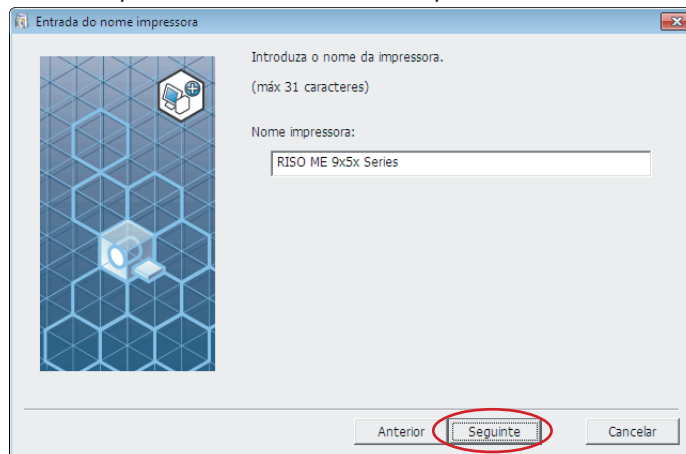 Entrada do nome impressora
Introduza o nome da impressora.
(máx 31 caracteres)
Nome impressora:
RISO ME 9x5x Series
Anterior Seguinte Cancelar